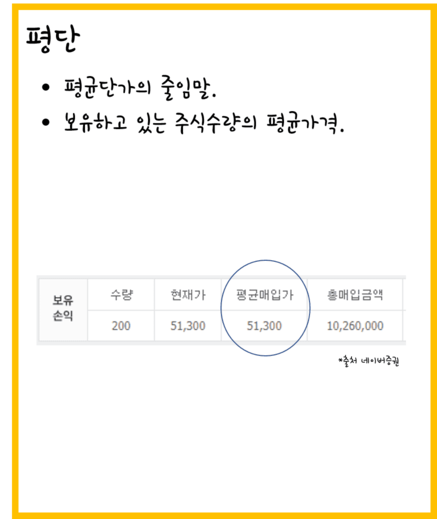 평단
• 평균단가의 줄임말.
• 보유하고 있는 주식수량의 평균가격.
보유 손익 수량 현재가 평균매입가 총매입금액
200 51,300 51,300 10,260,000
*출처 네이버증권